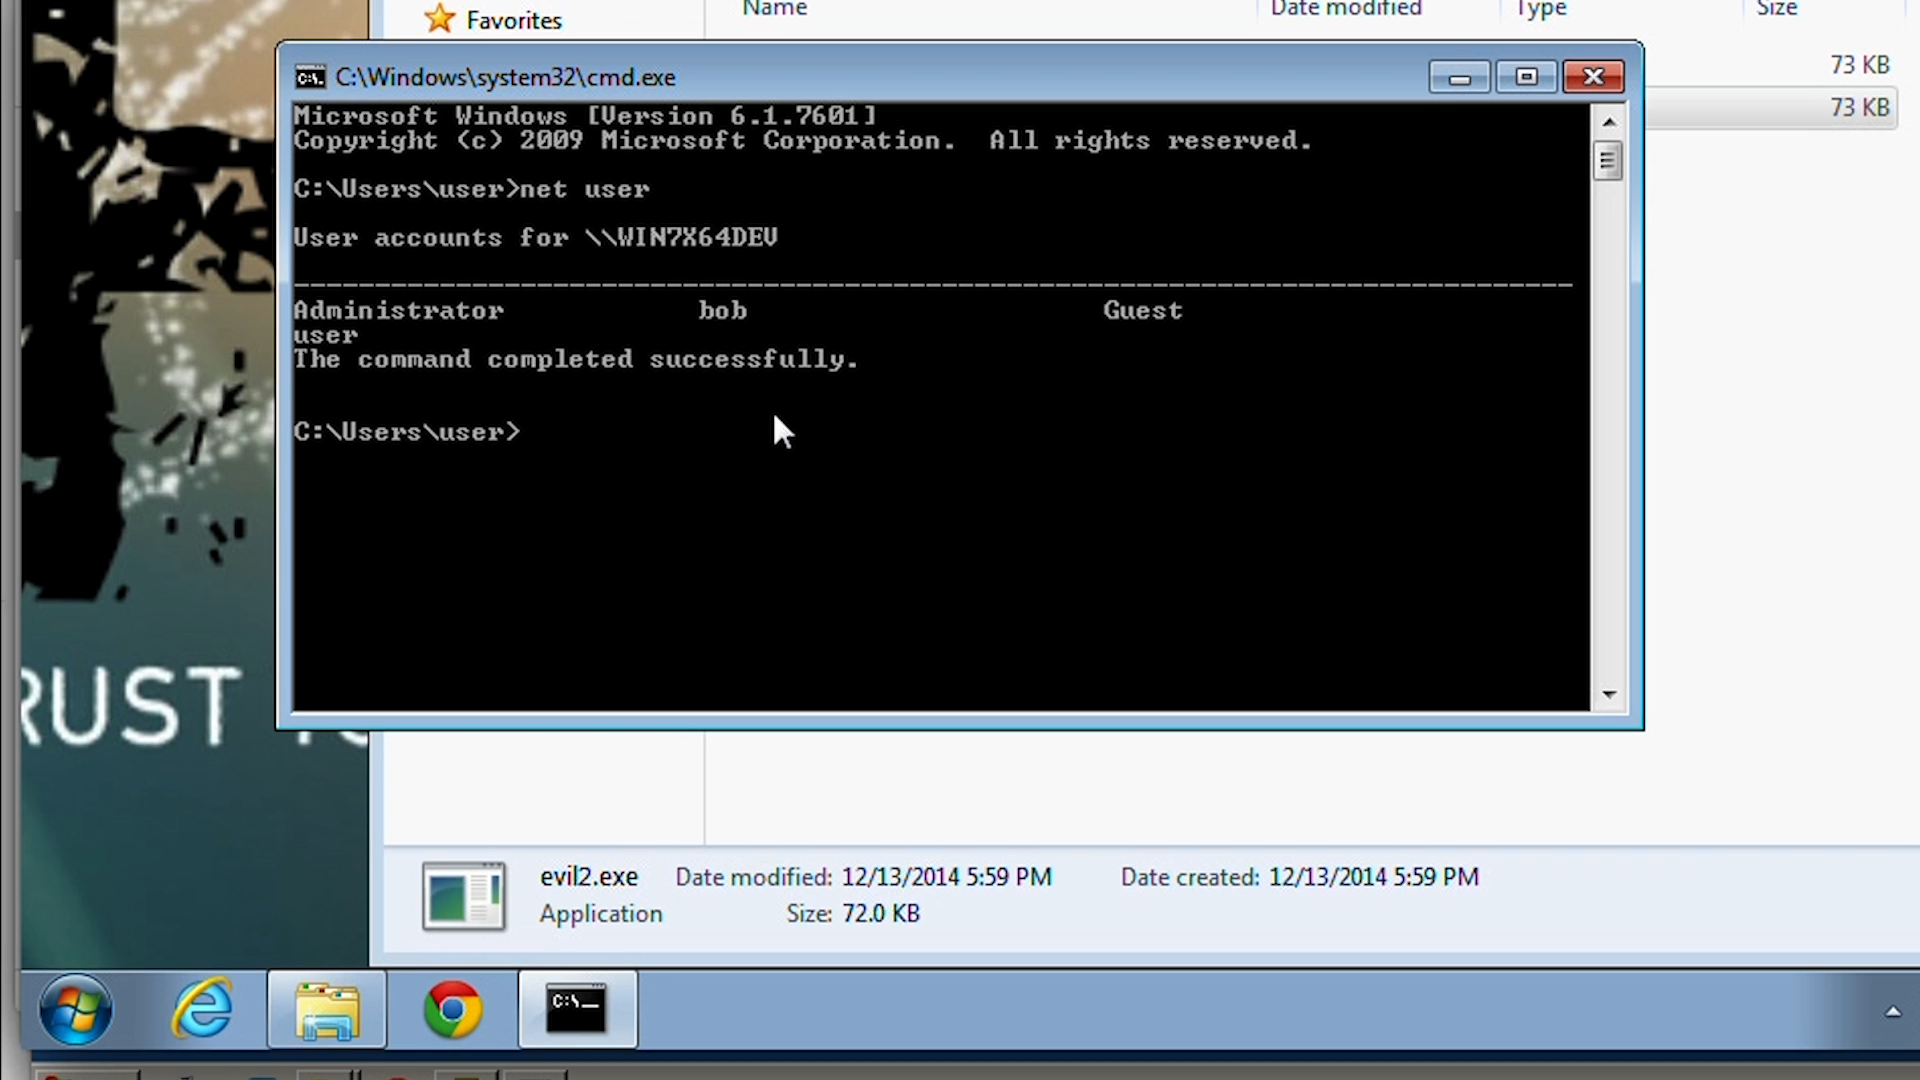 Favorites
Name Date modified Type Size
73 KB
73 KB
C:\Windows\system32\cmd.exe
Microsoft Windows [Version 6.1.7601]
Copyright (c) 2009 Microsoft Corporation.  All rights reserved.
C:\Users\user>net user
User accounts for \\WIN7X64DEV
-------------------------------------------------------------------------------
Administrator bob Guest
user
The command completed successfully.
C:\Users\user>
RUST
evil2.exe Date modified: 12/13/2014 5:59 PM Date created: 12/13/2014 5:59 PM
Application Size: 72.0 KB
C:\_